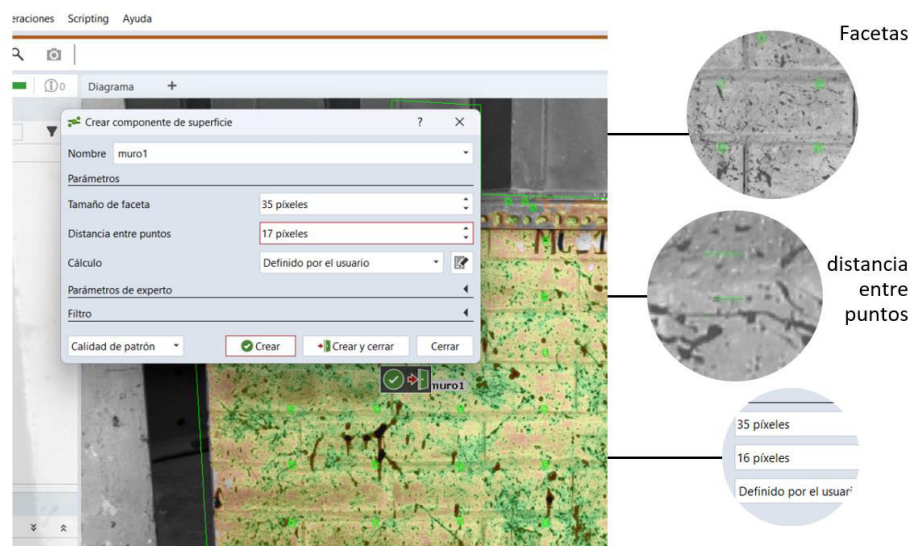 eraciones Scripting Ayuda
0
Diagrama +
Crear componente de superficie ? ×
Nombre muro1
Parámetros
Tamaño de faceta 35 píxeles
Distancia entre puntos 17 píxeles
Cálculo Definido por el usuario
Parámetros de experto
Filtro
Calidad de patrón Crear Crear y cerrar Cerrar
muro1
Facetas
distancia
entre
puntos
35 píxeles
16 píxeles
Definido por el usuar